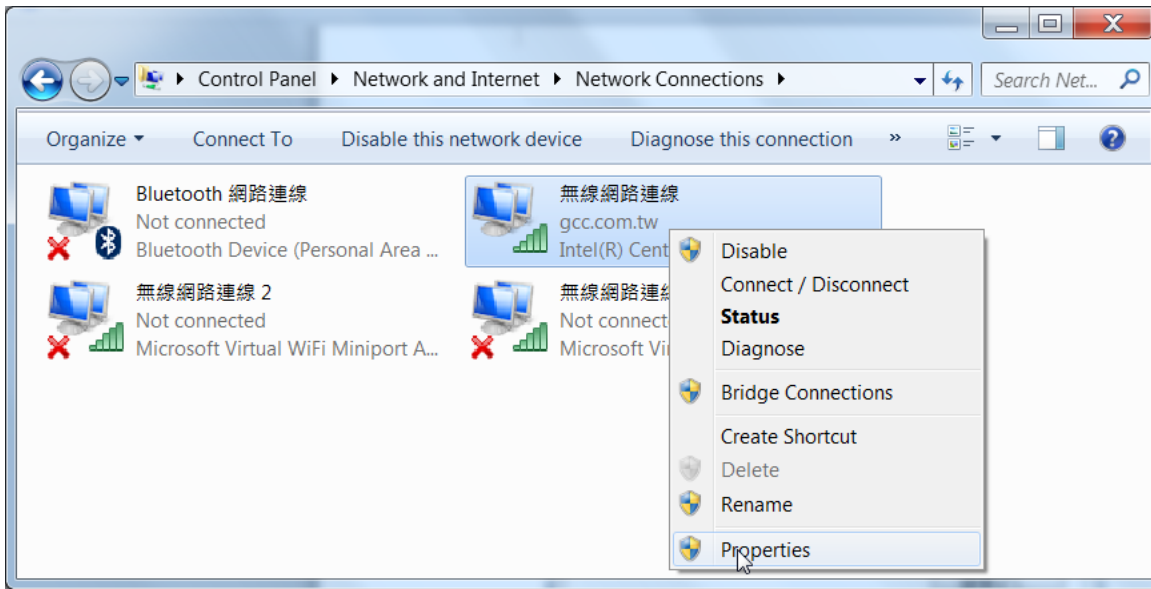 Control Panel Network and Internet Network Connections Search Net...
Organize Connect To Disable this network device Diagnose this connection »
Bluetooth 網路連線
Not connected
Bluetooth Device (Personal Area ...
無線網路連線
gcc.com.tw
Intel(R) Cent
無線網路連線 2
Not connected
Microsoft Virtual WiFi Miniport A...
無線網路連
Not connect
Microsoft Vi
Disable
Connect / Disconnect
Status
Diagnose
Bridge Connections
Create Shortcut
Delete
Rename
Properties